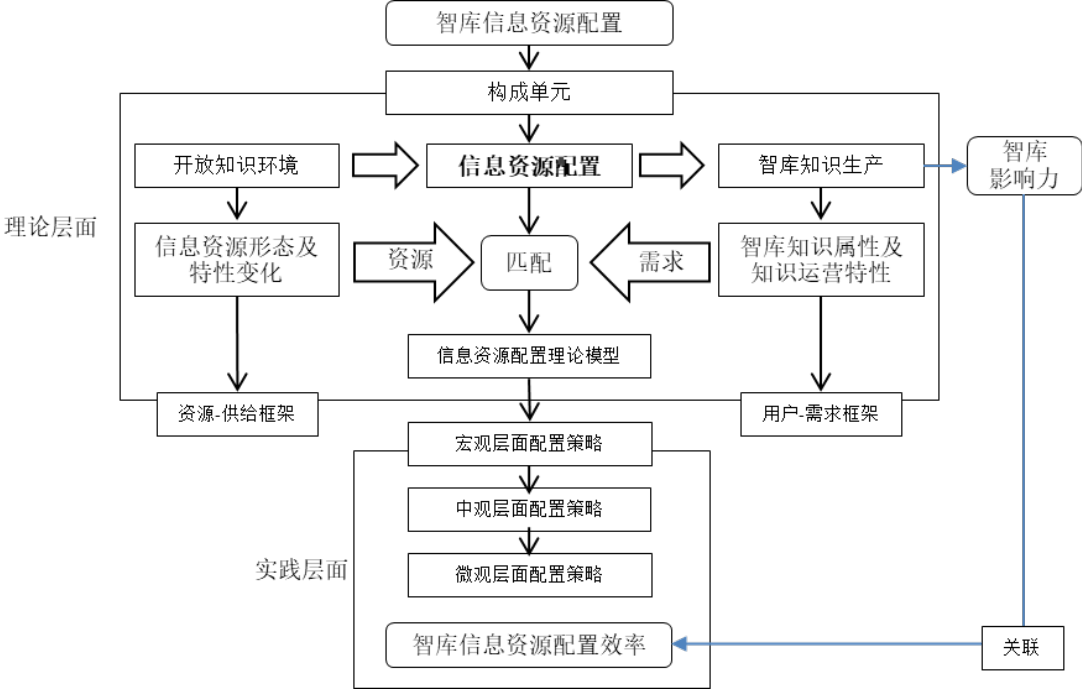 智库信息资源配置
构成单元
开放知识环境
信息资源配置
智库知识生产
智库
影响力
理论层面
信息资源形态及
特性变化
资源
匹配
需求
智库知识属性及
知识运营特性
信息资源配置理论模型
资源-供给框架
用户-需求框架
宏观层面配置策略
中观层面配置策略
实践层面
微观层面配置策略
智库信息资源配置效率
关联